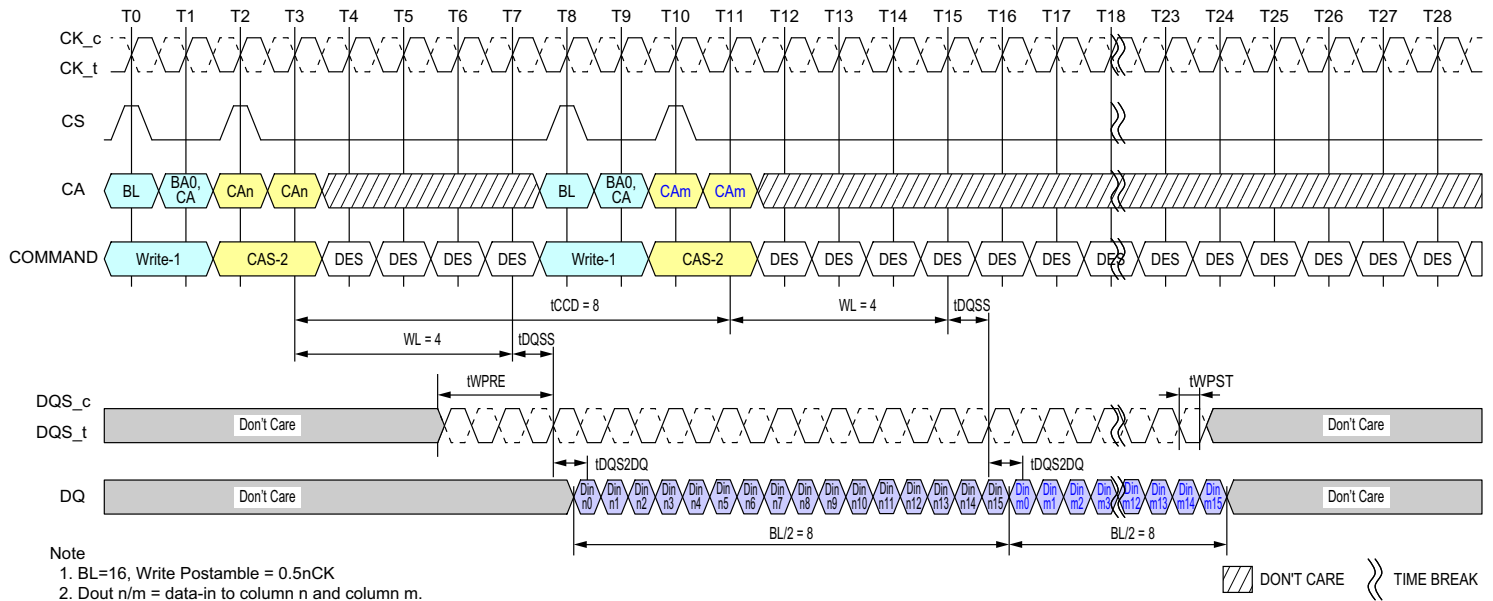 T0 T1 T2 T3 T4 T5 T6 T7 T8 T9 T10 T11 T12 T13 T14 T15 T16 T17 T18 T23 T24 T25 T26 T27 T28
CK_c
CK_t
CS
CA BL BA0, CA CAn CAn BL BA0, CA CAm CAm
COMMAND Write-1 CAS-2 DES DES DES DES Write-1 CAS-2 DES DES DES DES DES DES DES DES DES DES DES DES DES
tCCD = 8 WL = 4 tDQSS
WL = 4 tDQSS
tWPRE tWPST
DQS_c
DQS_t
Don't Care Don't Care
tDQS2DQ tDQS2DQ
DQ Don't Care Din n0 Din n1 Din n2 Din n3 Din n4 Din n5 Din n6 Din n7 Din n8 Din n9 Din n10 Din n11 Din n12 Din n13 Din n14 Din n15 Din m0 Din m1 Din m2 Din m3 Din m12 Din m13 Din m14 Din m15 Don't Care
BL/2 = 8 BL/2 = 8
Note
1. BL=16, Write Postamble = 0.5nCK
2. Dout n/m = data-in to column n and column m.
DON'T CARE TIME BREAK